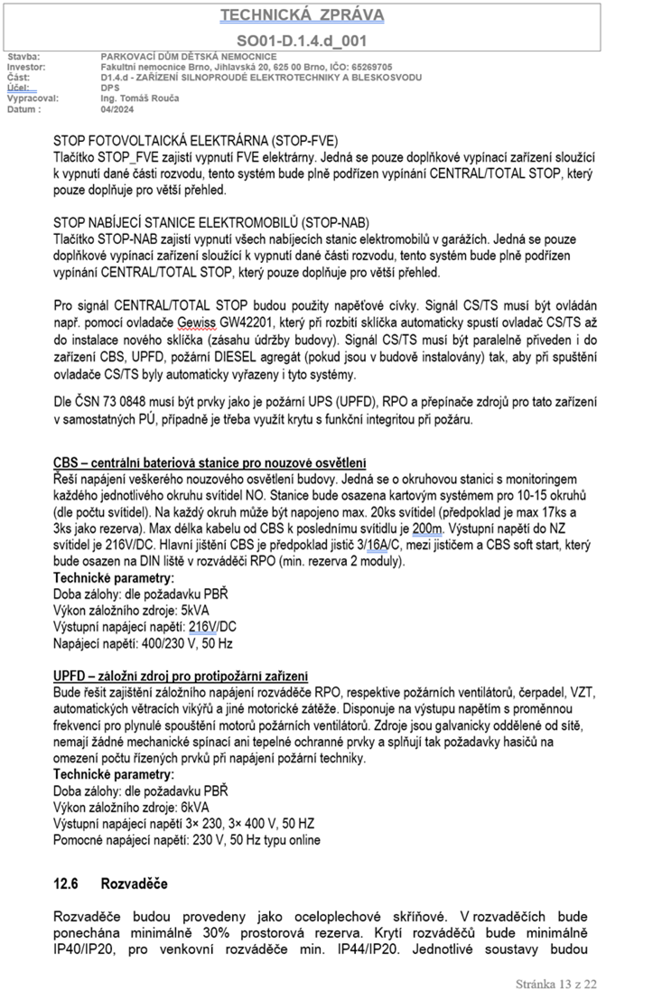 TECHNICKÁ ZPRÁVA
SO01-D.1.4.d_001
Stavba: PARKOVACÍ DŮM DĚTSKÁ NEMOCNICE
Investor: Fakultní nemocnice Brno, Jihlavská 20, 625 00 Brno, IČO: 65269705
Část: D1.4.d - ZAŘÍZENÍ SILNOPROUDÉ ELEKTROTECHNIKY A BLESKOSVODU
Účel: DPS
Vypracoval: Ing. Tomáš Rouča
Datum : 04/2024
STOP FOTOVOLTAICKÁ ELEKTRÁRNA (STOP-FVE)
Tlačítko STOP_FVE zajistí vypnutí FVE elektrárny. Jedná se pouze doplňkové vypínací zařízení sloužící
k vypnutí dané části rozvodu, tento systém bude plně podřízen vypínání CENTRAL/TOTAL STOP, který
pouze doplňuje pro větší přehled.
STOP NABÍJECÍ STANICE ELEKTROMOBILŮ (STOP-NAB)
Tlačítko STOP-NAB zajistí vypnutí všech nabíjecích stanic elektromobilů v garážích. Jedná se pouze
doplňkové vypínací zařízení sloužící k vypnutí dané části rozvodu, tento systém bude plně podřízen
vypínání CENTRAL/TOTAL STOP, který pouze doplňuje pro větší přehled.
Pro signál CENTRAL/TOTAL STOP budou použity napěťové cívky. Signál CS/TS musí být ovládán
např. pomocí ovladače Gewiss GW42201, který při rozbití sklíčka automaticky spustí ovladač CS/TS až
do instalace nového sklíčka (zásahu údržby budovy). Signál CS/TS musí být paralelně přiveden i do
zařízení CBS, UPFD, požární DIESEL agregát (pokud jsou v budově instalovány) tak, aby při spuštění
ovladače CS/TS byly automaticky vyřazeny i tyto systémy.
Dle ČSN 73 0848 musí být prvky jako je požární UPS (UPFD), RPO a přepínače zdrojů pro tato zařízení
v samostatných PÚ, případně je třeba využít krytu s funkční integritou při požáru.
CBS – centrální bateriová stanice pro nouzové osvětlení
Řeší napájení veškerého nouzového osvětlení budovy. Jedná se o okruhovou stanici s monitoringem
každého jednotlivého okruhu svítidel NO. Stanice bude osazena kartovým systémem pro 10-15 okruhů
(dle počtu svítidel). Na každý okruh může být napojeno max. 20ks svítidel (předpoklad je max 17ks a
3ks jako rezerva). Max délka kabelu od CBS k poslednímu svítidlu je 200m. Výstupní napětí do NZ
svítidel je 216V/DC. Hlavní jištění CBS je předpoklad jistič 3/16A/C, mezi jističem a CBS soft start, který
bude osazen na DIN liště v rozváděči RPO (min. rezerva 2 moduly).
Technické parametry:
Doba zálohy: dle požadavku PBŘ
Výkon záložního zdroje: 5kVA
Výstupní napájecí napětí: 216V/DC
Napájecí napětí: 400/230 V, 50 Hz
UPFD – záložní zdroj pro protipožární zařízení
Bude řešit zajištění záložního napájení rozváděče RPO, respektive požárních ventilátorů, čerpadel, VZT,
automatických větracích vikýřů a jiné motorické zátěže. Disponuje na výstupu napětím s proměnnou
frekvencí pro plynulé spouštění motorů požárních ventilátorů. Zdroje jsou galvanicky oddělené od sítě,
nemají žádné mechanické spínací ani tepelné ochranné prvky a splňují tak požadavky hasičů na
omezení počtu řízených prvků při napájení požární techniky.
Technické parametry:
Doba zálohy: dle požadavku PBŘ
Výkon záložního zdroje: 6kVA
Výstupní napájecí napětí 3× 230, 3× 400 V, 50 HZ
Pomocné napájecí napětí: 230 V, 50 Hz typu online
12.6 Rozvaděče
Rozvaděče budou provedeny jako oceloplechové skříňové. V rozvaděčích bude
ponechána minimálně 30% prostorová rezerva. Krytí rozváděčů bude minimálně
IP40/IP20, pro venkovní rozváděče min. IP44/IP20. Jednotlivé soustavy budou
Stránka 13 z 22